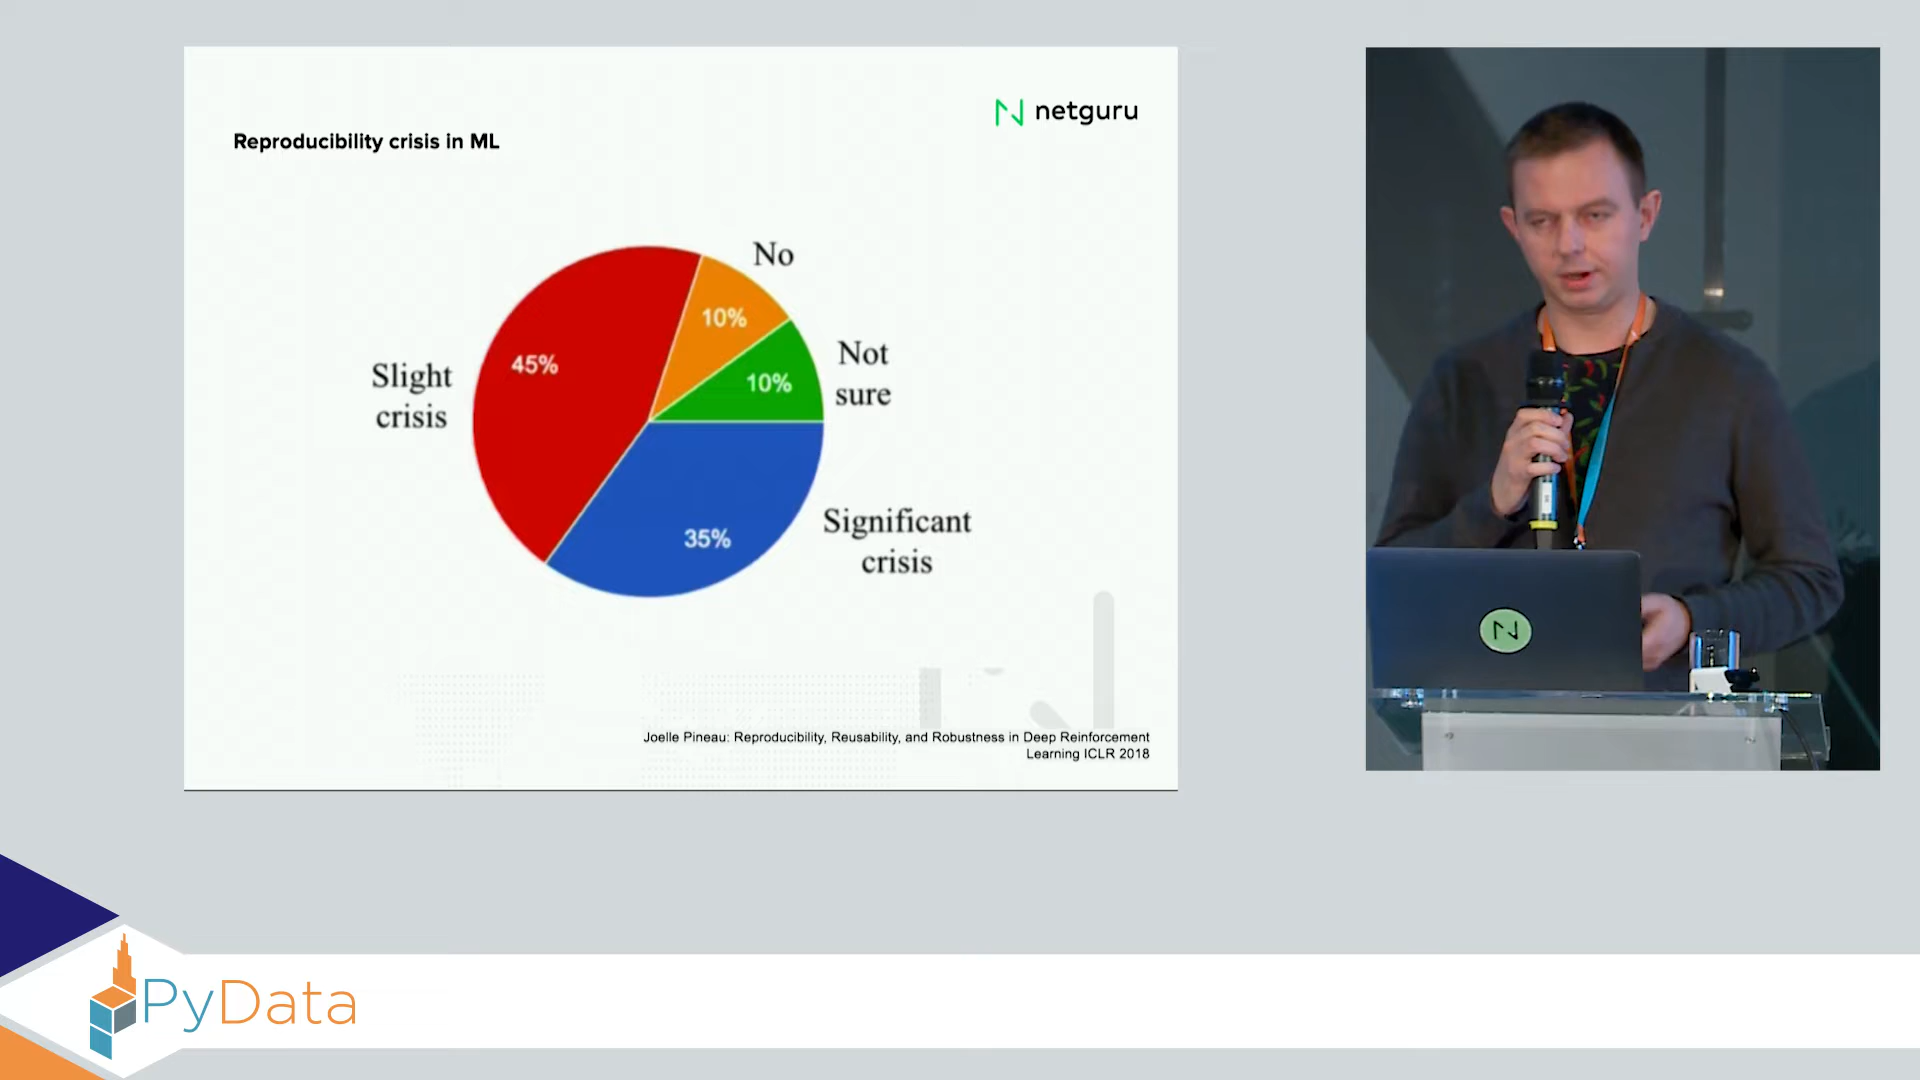 netguru
Reproducibility crisis in ML
No
10%
Not
sure
10%
45%
Slight
crisis
Significant
crisis
35%
Joelle Pineau: Reproducibility, Reusability, and Robustness in Deep Reinforcement
Learning ICLR 2018
PyData